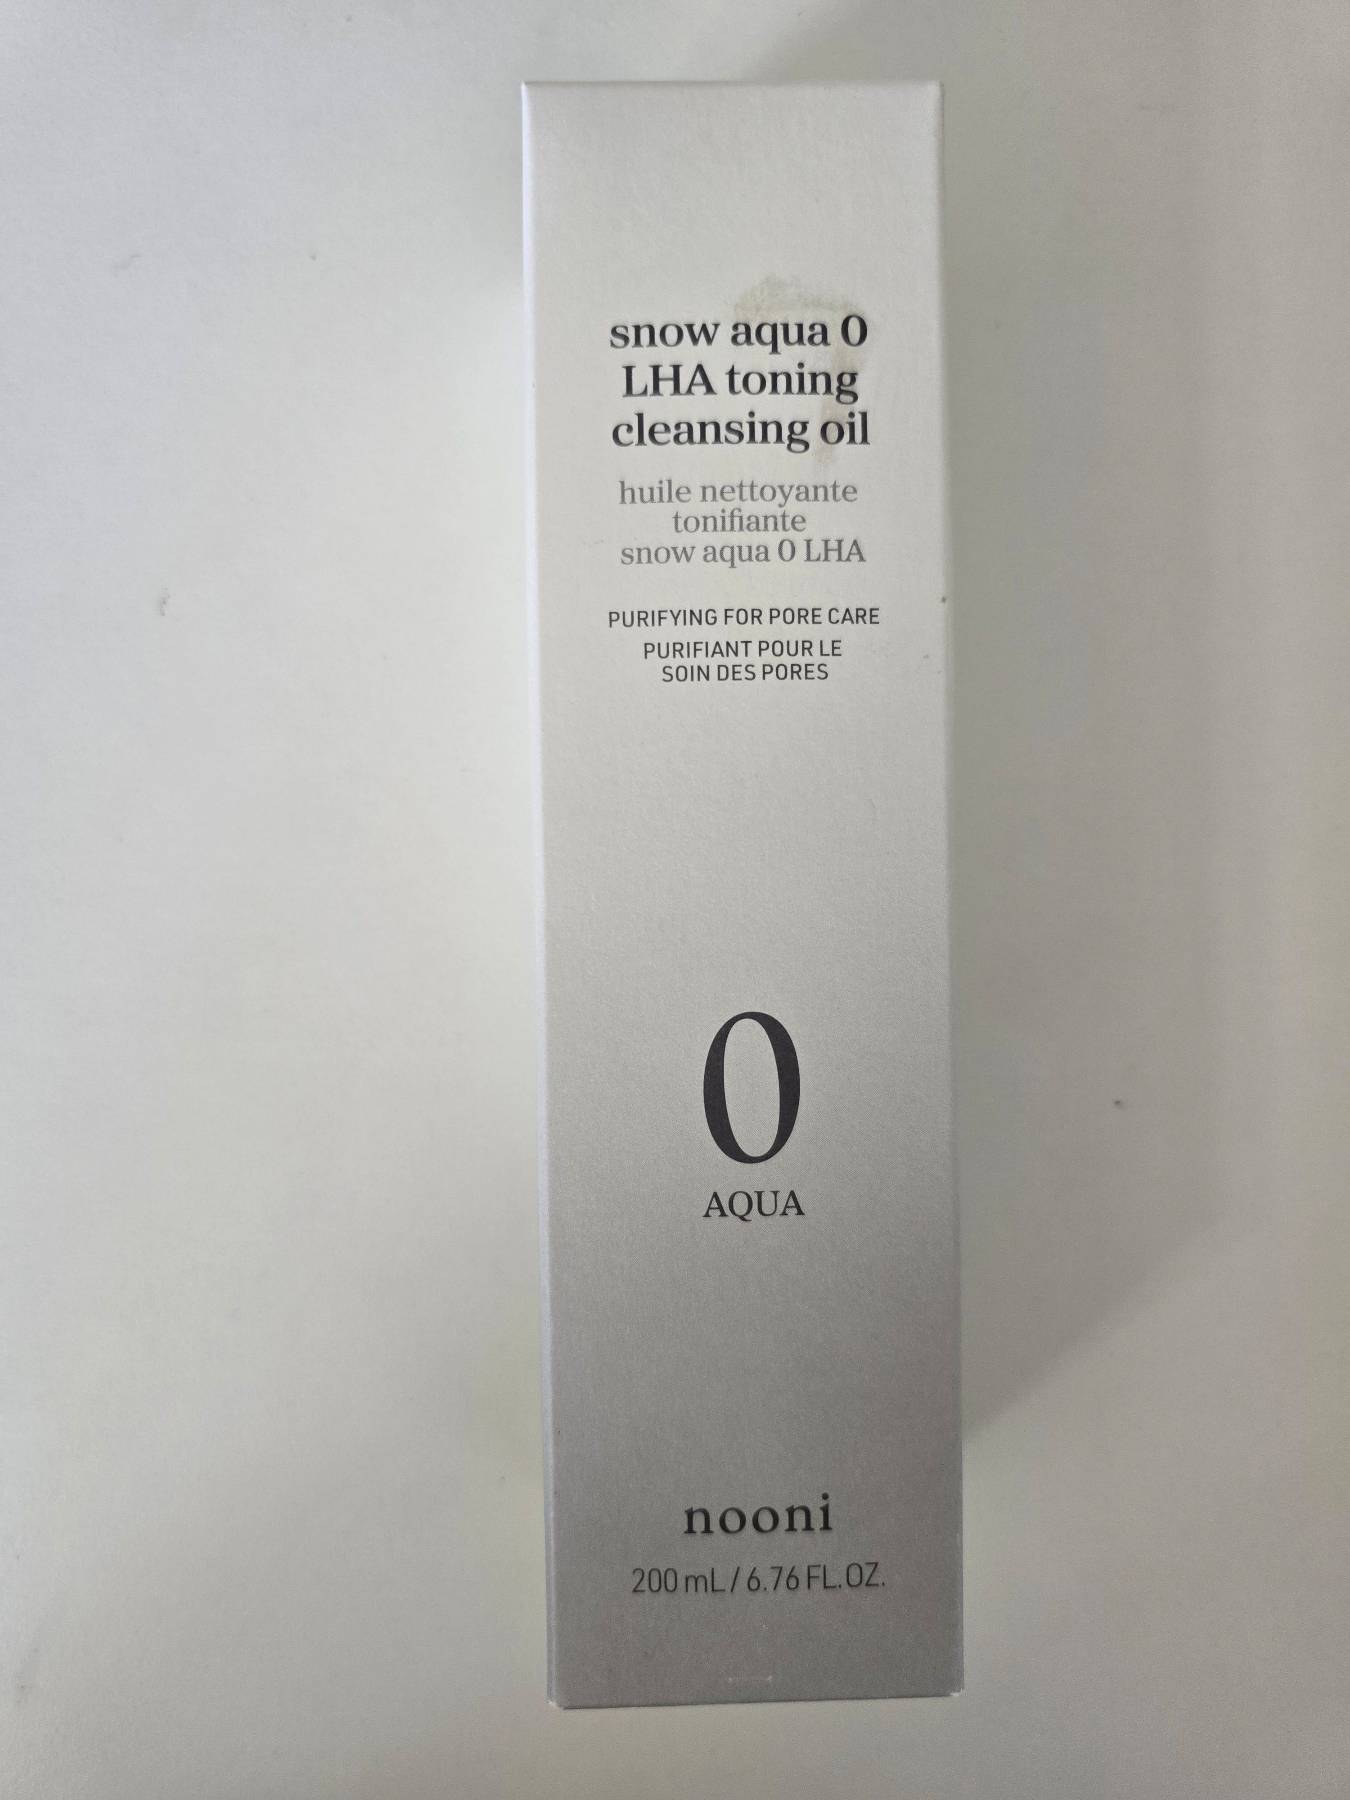 snow aqua 0
LHA toning
cleansing oil
huile nettoyante
tonifiante
snow aqua 0 LHA
PURIFYING FOR PORE CARE
PURIFIANT POUR LE
SOIN DES PORES
0
AQUA
nooni
200 mL / 6.76 FL. OZ.